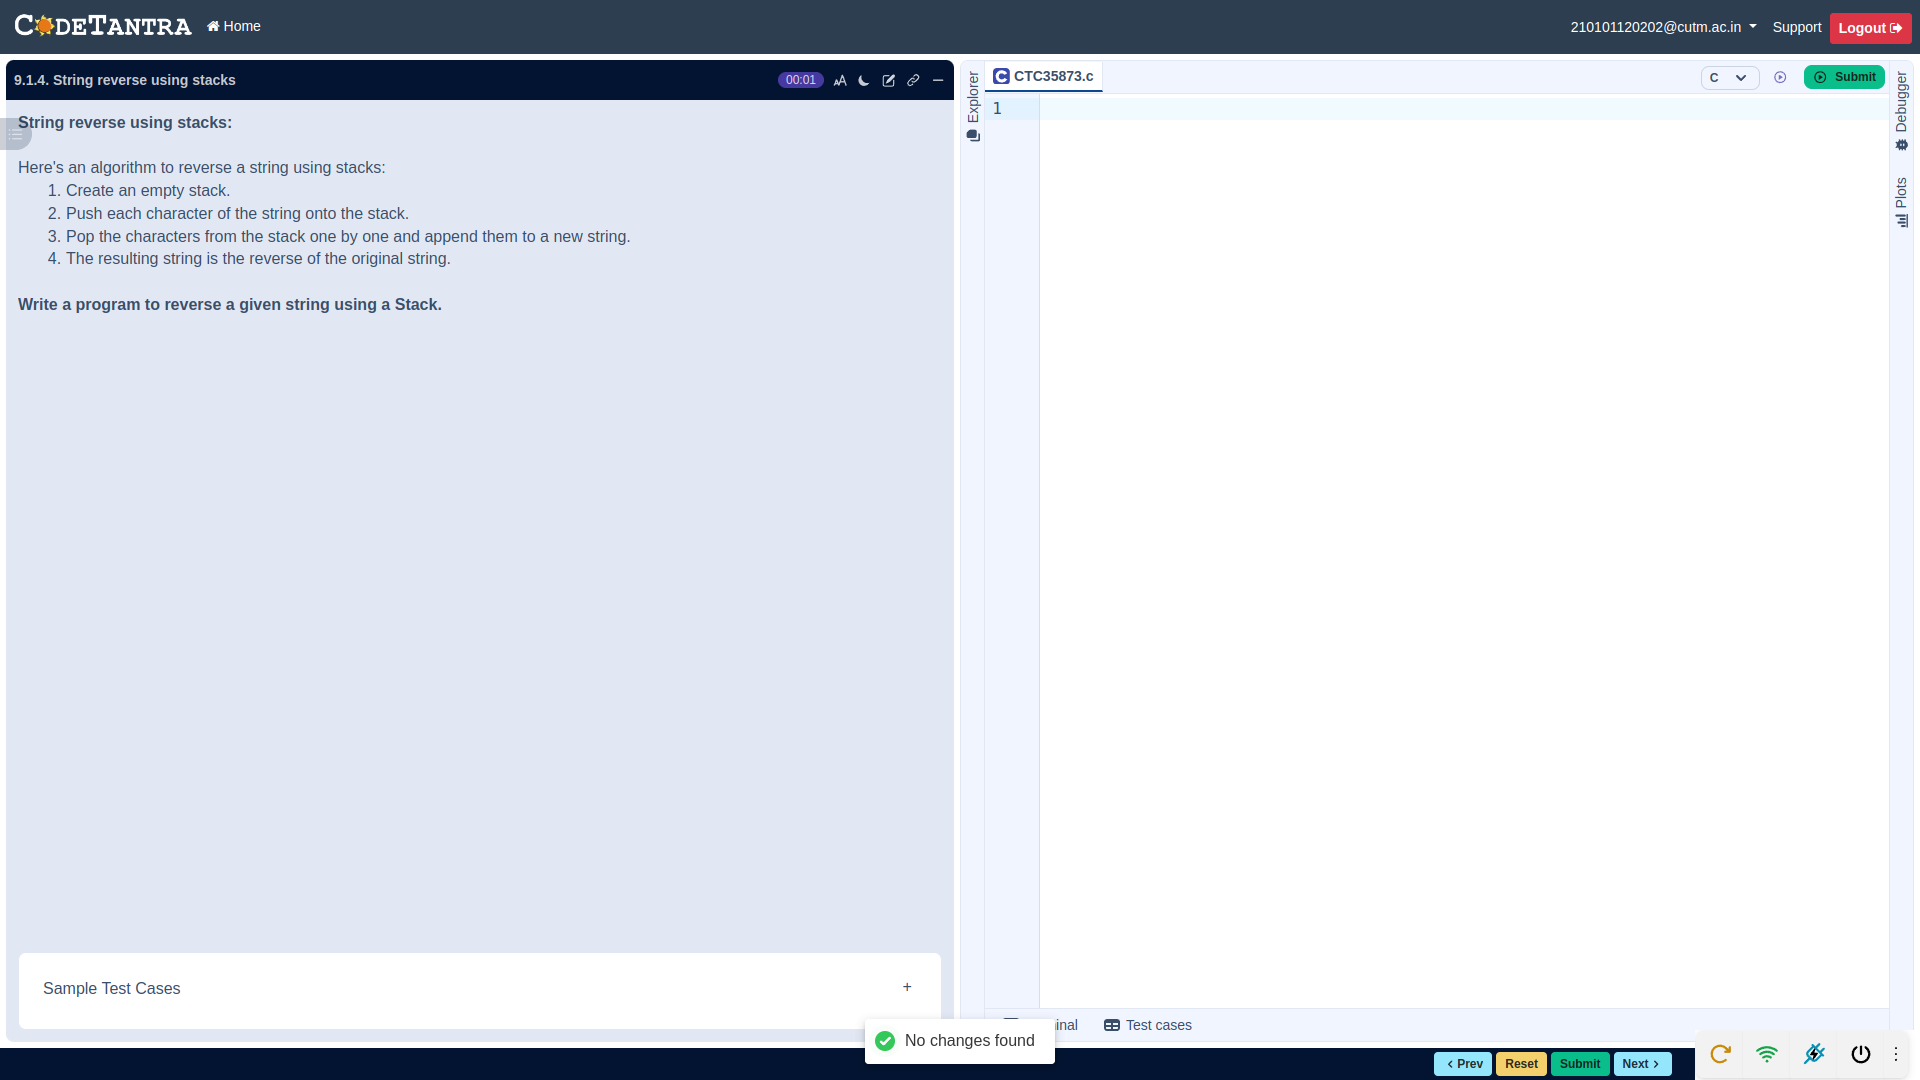 CODETANTRA
Home
210101120202@cutm.ac.in
Support
Logout
9.1.4. String reverse using stacks
00:01
String reverse using stacks:
Here's an algorithm to reverse a string using stacks:
1. Create an empty stack.
2. Push each character of the string onto the stack.
3. Pop the characters from the stack one by one and append them to a new string.
4. The resulting string is the reverse of the original string.
Write a program to reverse a given string using a Stack.
Sample Test Cases
+
Explorer
CTC35873.c
C
Submit
1
Debugger
Plots
Test cases
No changes found
Prev
Reset
Submit
Next